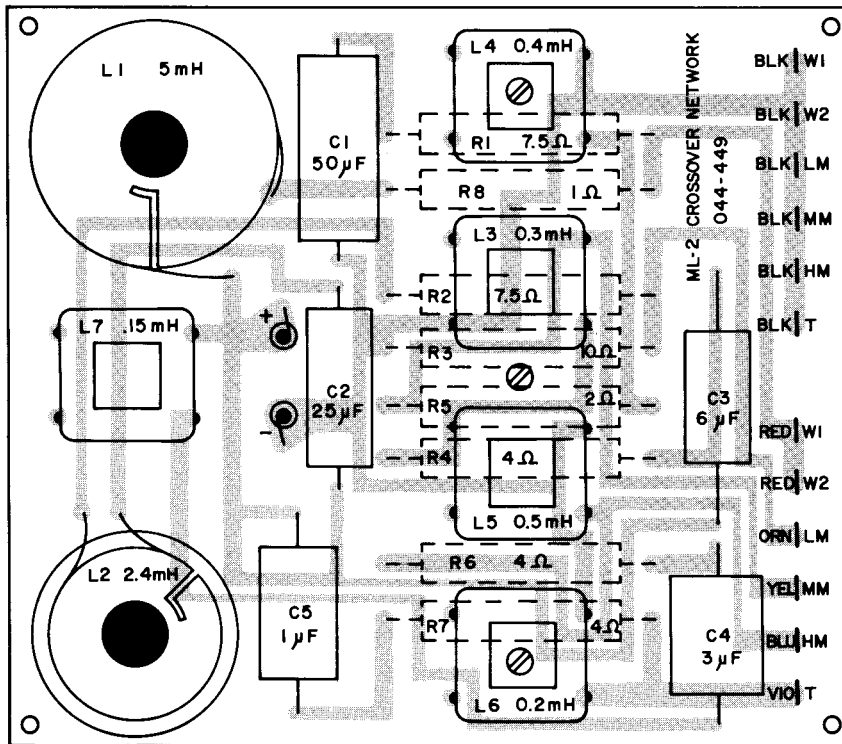 L1 5mH
C1
50µF
L4 0.4mH
R1 7.5Ω
R8 1Ω
L3 0.3mH
R2 7.5Ω
R3 10Ω
R5 2Ω
R4 4Ω
L5 0.5mH
R6 4Ω
R7 4Ω
L6 0.2mH
L7 .15mH
+
-
C2
25µF
L2 2.4mH
C5
1µF
ML-2 CROSSOVER NETWORK
044-449
C3
6µF
C4
3µF
BLK W1
BLK W2
BLK LM
BLK MM
BLK HM
BLK T
RED W1
RED W2
ORN LM
YEL MM
BLU HM
VIO T